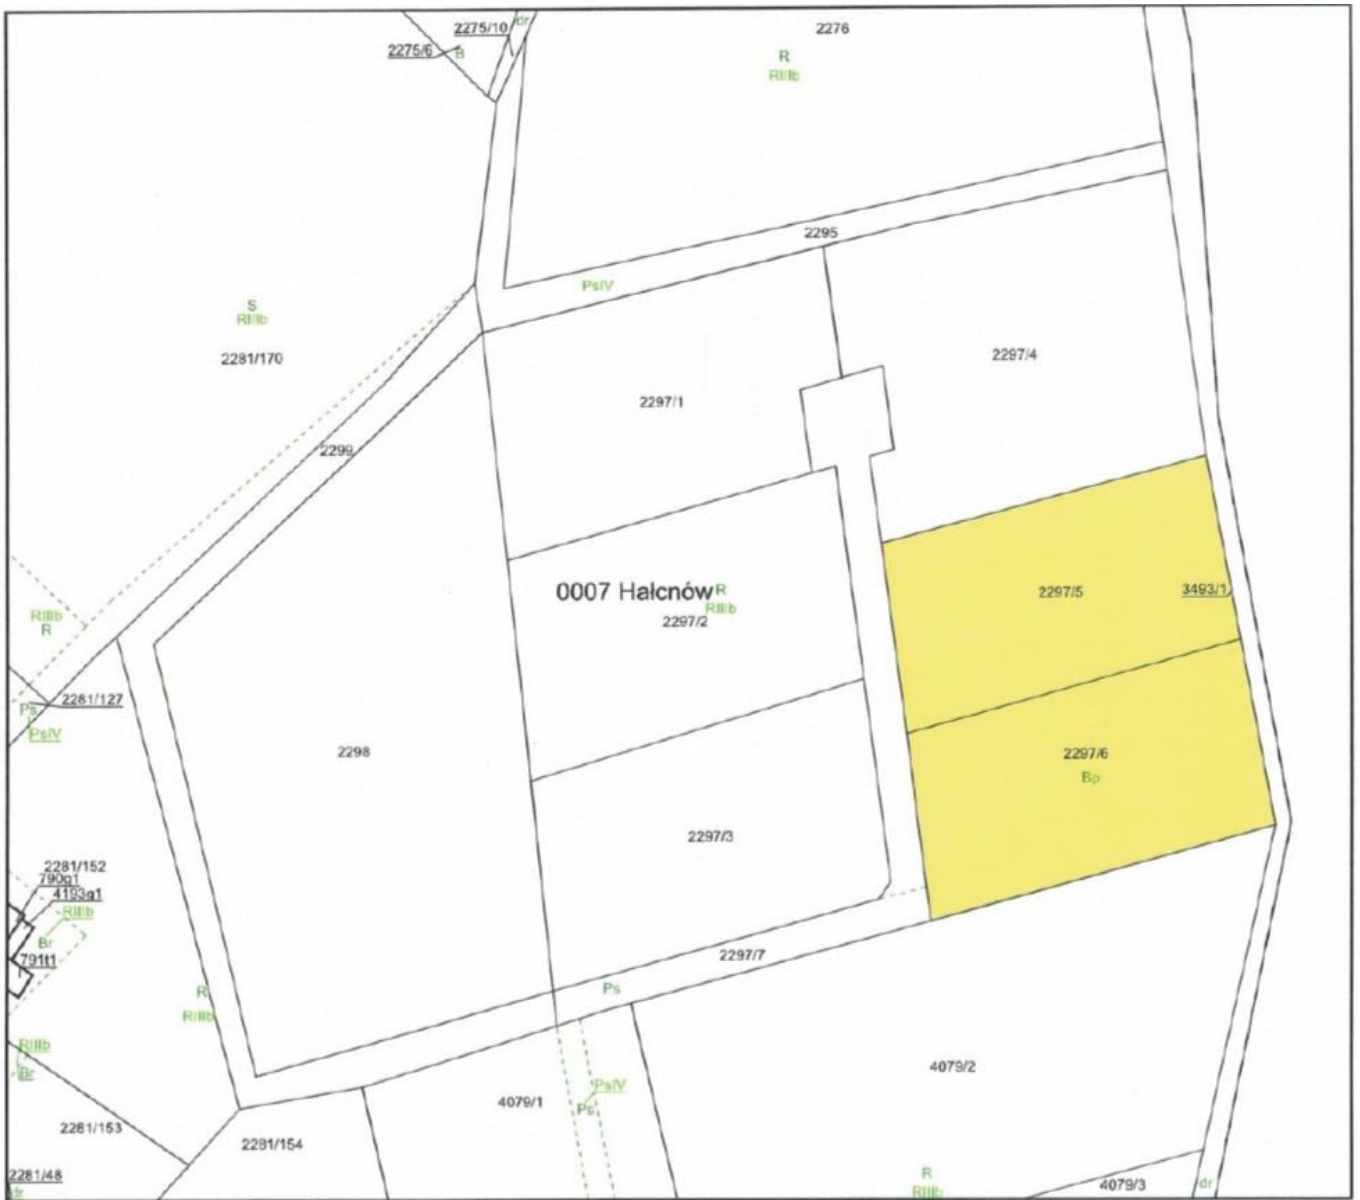 dr
2275/10
2276
2275/6
B
R
RIIIb
2295
PsIV
S
RIIIb
2281/170
2297/4
2297/1
2299
0007 Hałcnów
R
RIIIb
2297/2
2297/5
3493/1
RIIIb
R
2281/127
Ps
PsIV
2298
2297/6
Bp
2297/3
2281/152
790g1
4193g1
RIIIb
Br
791t1
2297/7
Ps
R
RIIIb
RIIIb
Br
4079/2
PsIV
4079/1
Ps
2281/153
2281/154
2281/48
dr
R
RIIIb
4079/3
dr